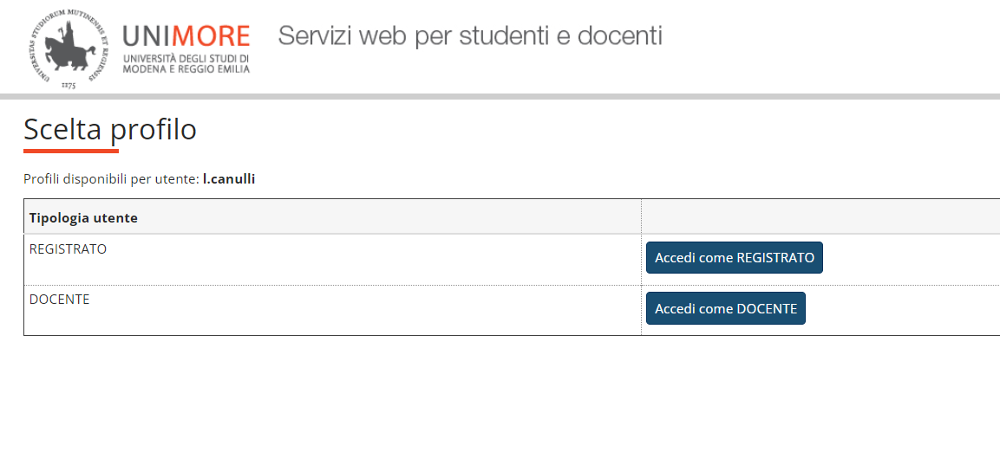 UNIVERSITAS STUDIORUM MUTINENSIS ET REGIENSIS
1175
UNIMORE
UNIVERSITÀ DEGLI STUDI DI
MODENA E REGGIO EMILIA
Servizi web per studenti e docenti
Scelta profilo
Profili disponibili per utente: l.canulli
Tipologia utente
REGISTRATO
Accedi come REGISTRATO
DOCENTE
Accedi come DOCENTE